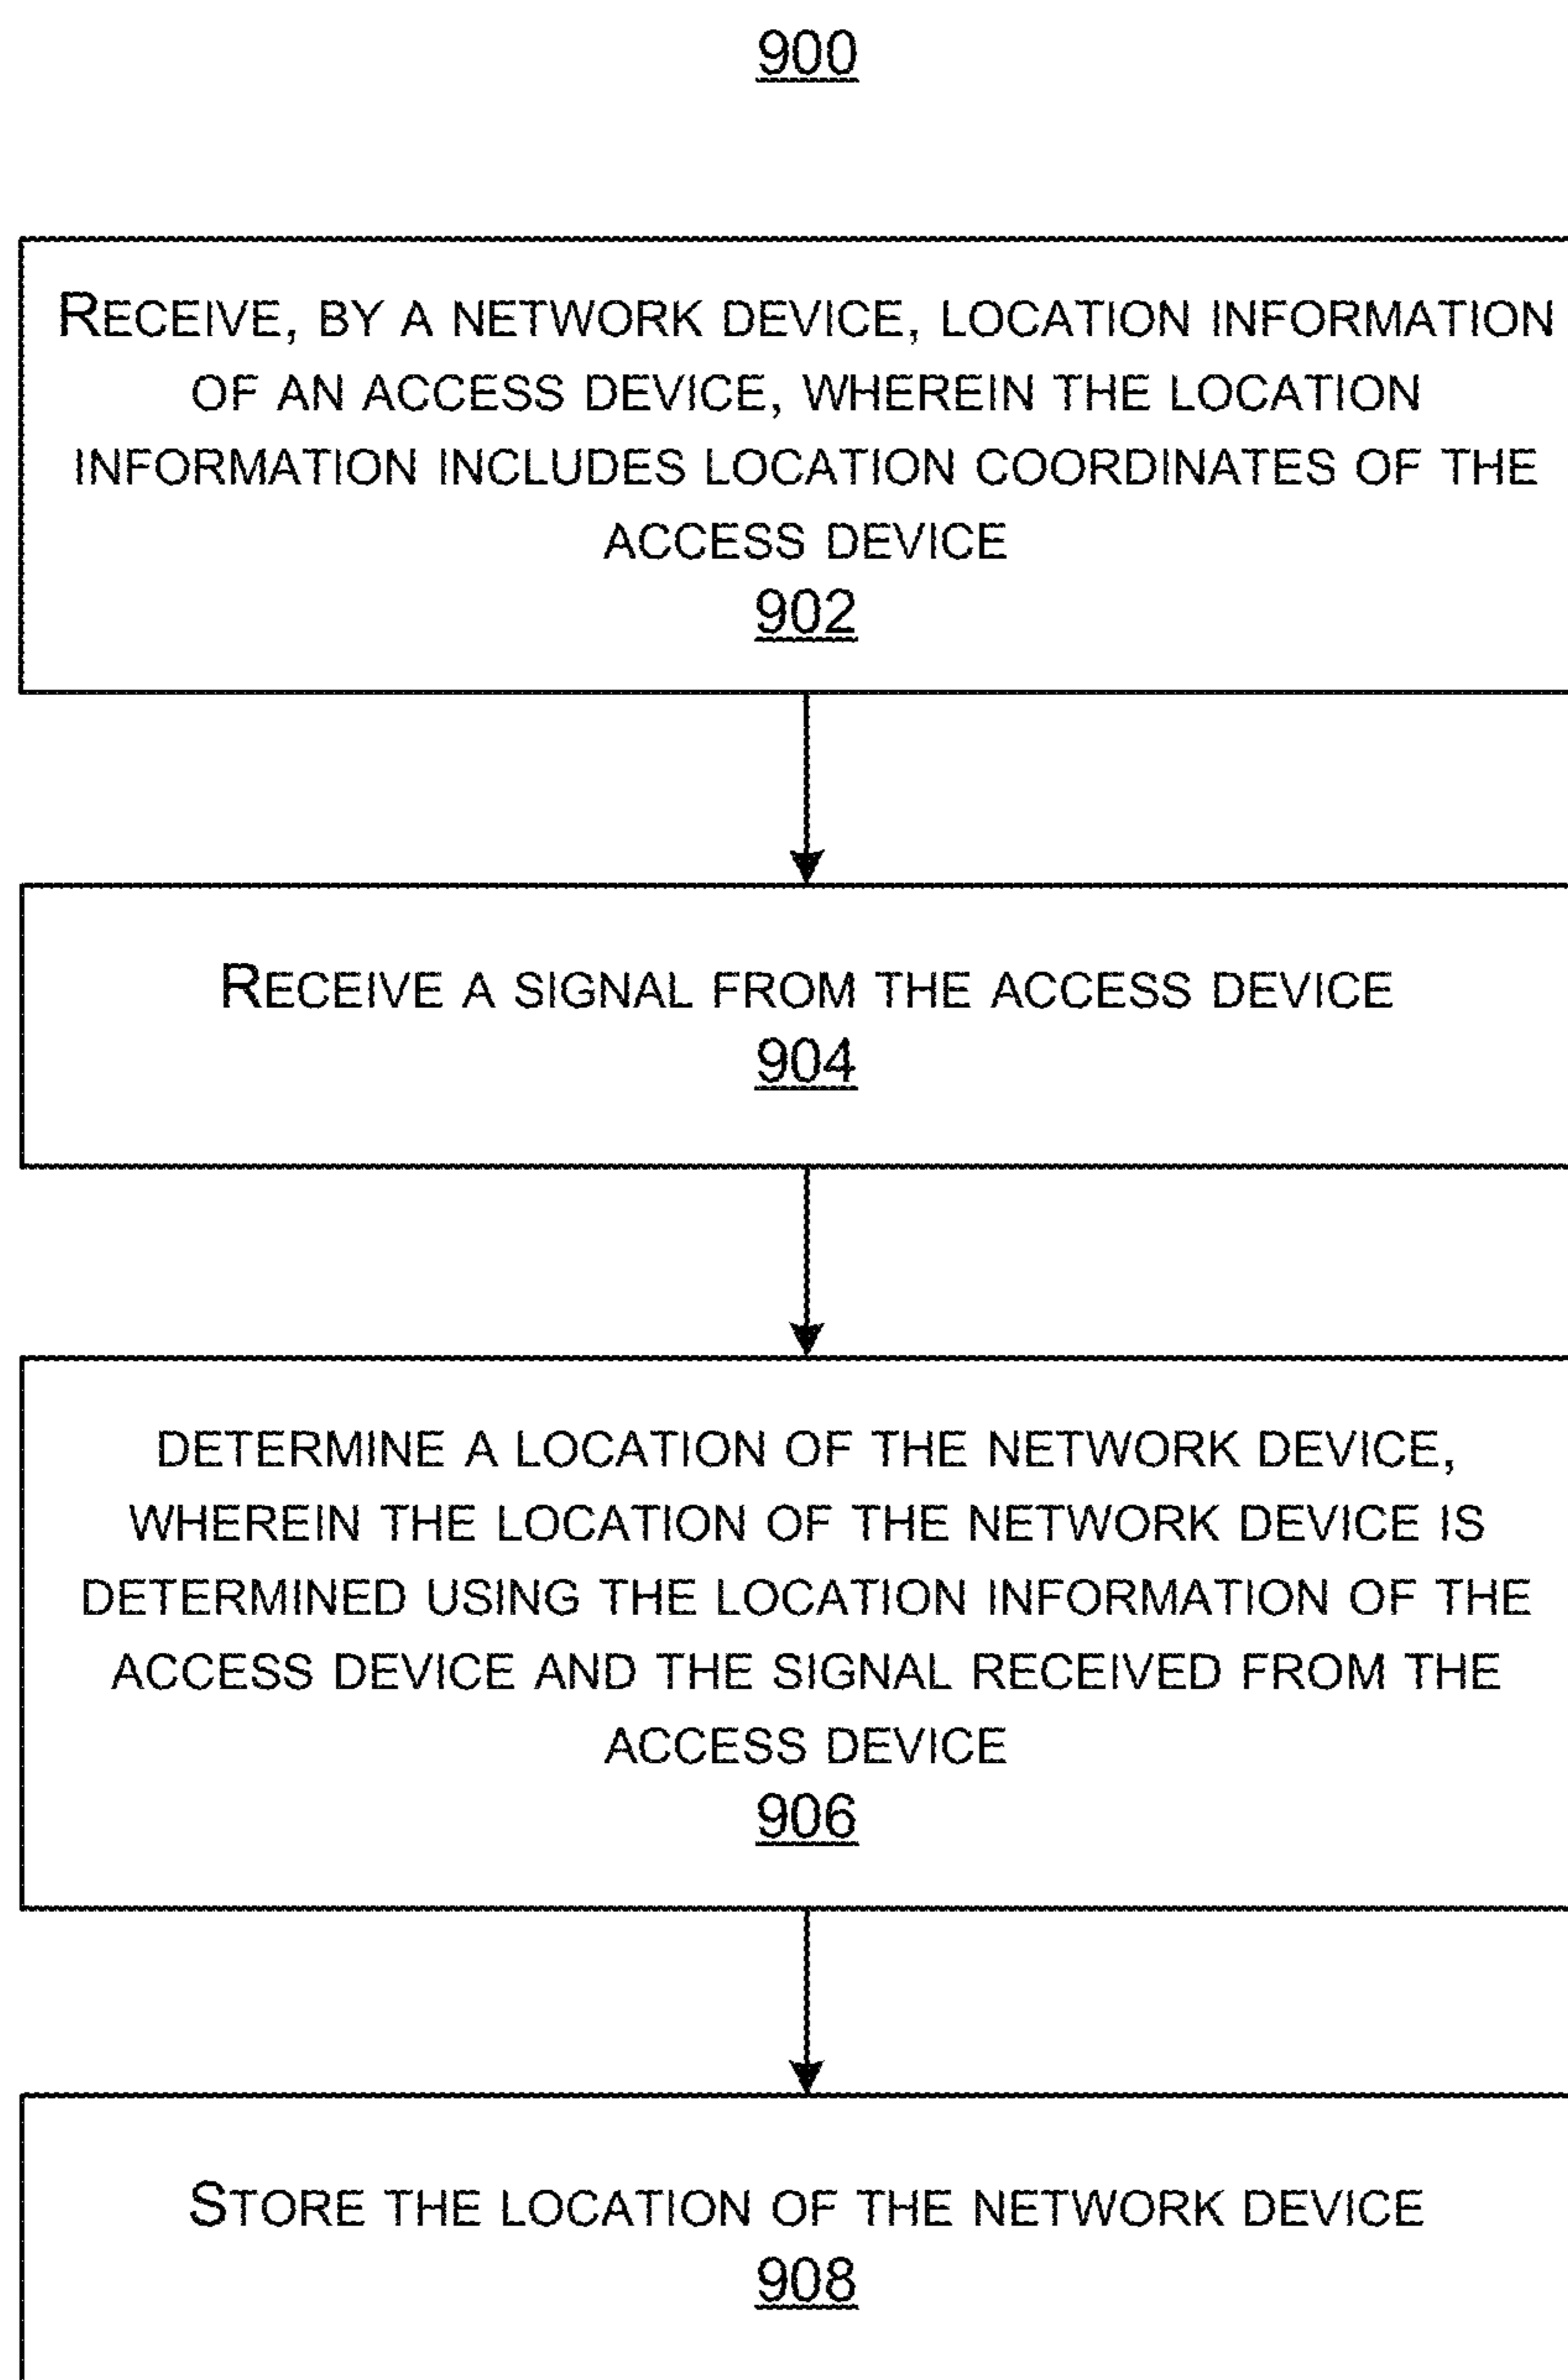 900
RECEIVE, BY A NETWORK DEVICE, LOCATION INFORMATION
OF AN ACCESS DEVICE, WHEREIN THE LOCATION
INFORMATION INCLUDES LOCATION COORDINATES OF THE
ACCESS DEVICE
902
RECEIVE A SIGNAL FROM THE ACCESS DEVICE
904
DETERMINE A LOCATION OF THE NETWORK DEVICE,
WHEREIN THE LOCATION OF THE NETWORK DEVICE IS
DETERMINED USING THE LOCATION INFORMATION OF THE
ACCESS DEVICE AND THE SIGNAL RECEIVED FROM THE
ACCESS DEVICE
906
STORE THE LOCATION OF THE NETWORK DEVICE
908